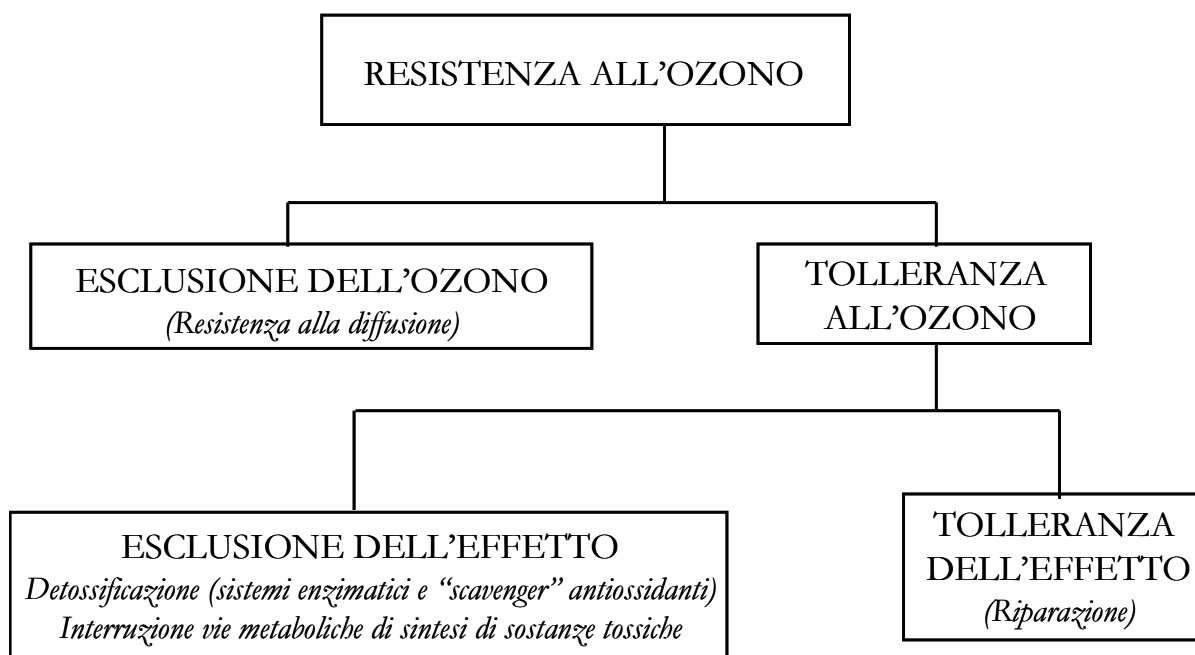 RESISTENZA ALL’OZONO
ESCLUSIONE DELL’OZONO
(Resistenza alla diffusione)
TOLLERANZA
ALL’OZONO
ESCLUSIONE DELL’EFFETTO
Detossificazione (sistemi enzimatici e “scavenger” antiossidanti)
Interruzione vie metaboliche di sintesi di sostanze tossiche
TOLLERANZA
DELL’EFFETTO
(Riparazione)